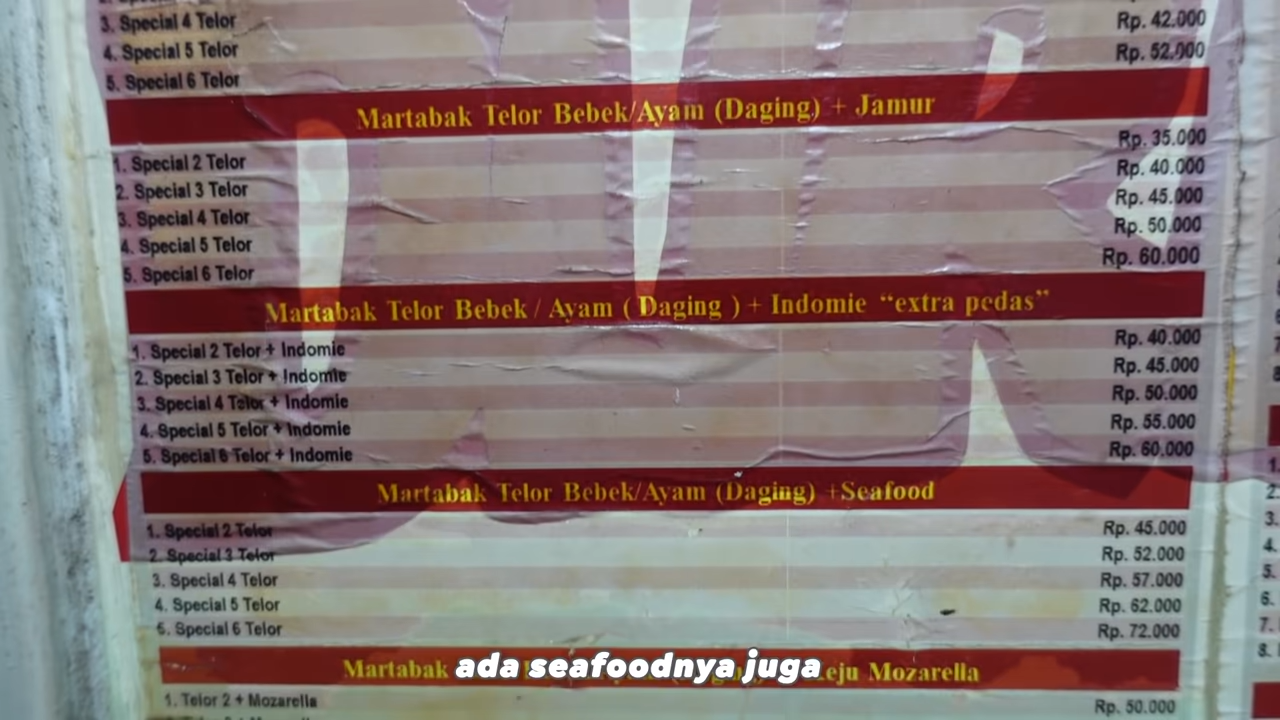 3. Special 4 Telor
4. Special 5 Telor Rp. 42.000
5. Special 6 Telor Rp. 52.000
Martabak Telor Bebek/Ayam (Daging) + Jamur
1. Special 2 Telor Rp. 35.000
2. Special 3 Telor Rp. 40.000
3. Special 4 Telor Rp. 45.000
4. Special 5 Telor Rp. 50.000
5. Special 6 Telor Rp. 60.000
Martabak Telor Bebek / Ayam ( Daging ) + Indomie “extra pedas”
1. Special 2 Telor + Indomie Rp. 40.000
2. Special 3 Telor + Indomie Rp. 45.000
3. Special 4 Telor + Indomie Rp. 50.000
4. Special 5 Telor + Indomie Rp. 55.000
5. Special 6 Telor + Indomie Rp. 60.000
Martabak Telor Bebek/Ayam (Daging) +Seafood
1. Special 2 Telor Rp. 45.000
2. Special 3 Telor Rp. 52.000
3. Special 4 Telor Rp. 57.000
4. Special 5 Telor Rp. 62.000
5. Special 6 Telor Rp. 72.000
Martabak Mozarella
ada seafoodnya juga
1. Telor 2 + Mozarella Rp. 50.000